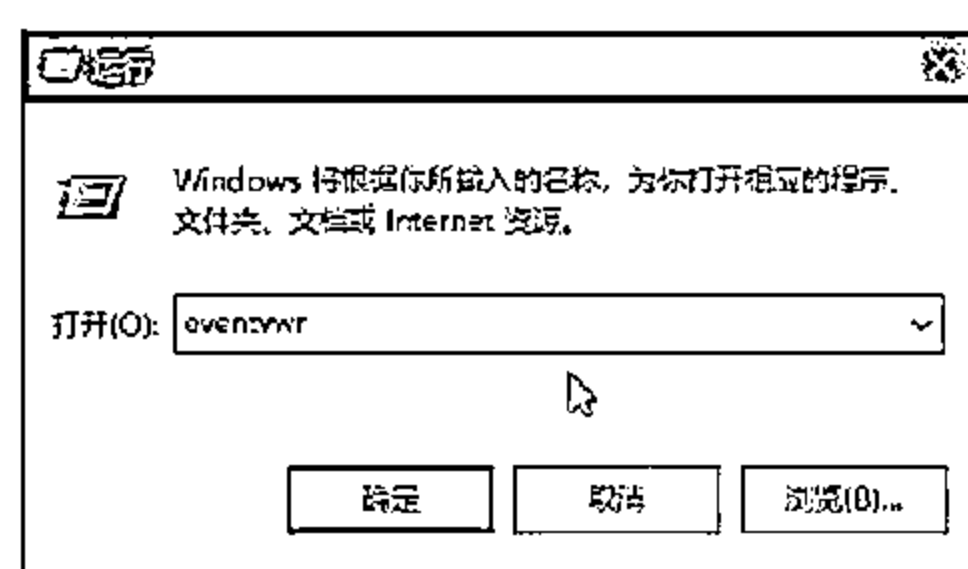 运行
Windows 将根据你所输入的名称，为你打开相应的程序、
文件夹、文档或 Internet 资源。
打开(O): eventvwr
确定 取消 浏览(B)...